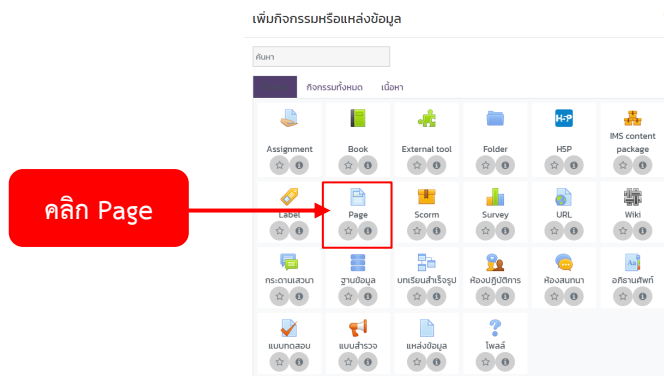 เพิ่มกิจกรรมหรือแหล่งข้อมูล
ค้นหา
กิจกรรมทั้งหมด เนื้อหา
H5P
Assignment Book External tool Folder H5P IMS content package
คลิก Page
Label Page Scorm Survey URL Wiki
กระดานเสวนา ฐานข้อมูล บทเรียนสำเร็จรูป ห้องปฏิบัติการ ห้องสนทนา อภิธานศัพท์
แบบทดสอบ แบบสำรวจ แหล่งข้อมูล โพลล์